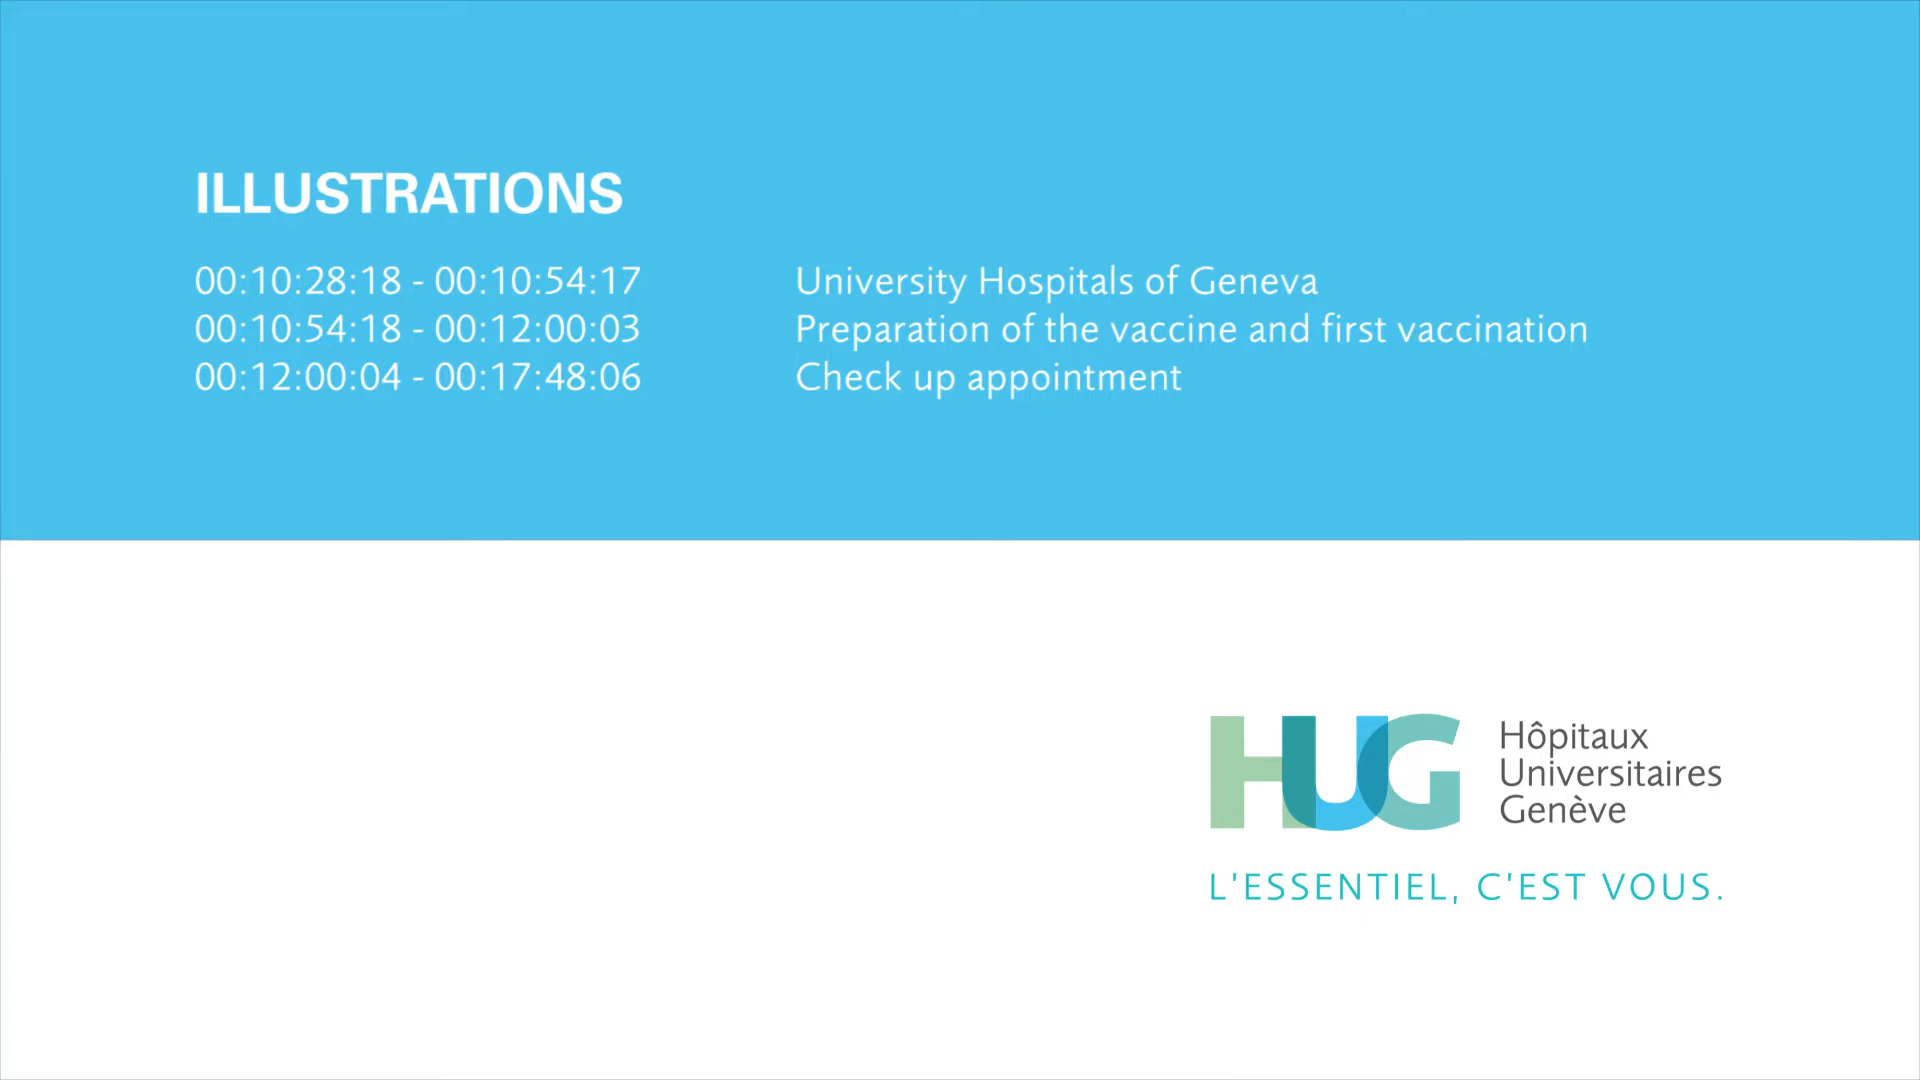 ILLUSTRATIONS
00:10:28:18 - 00:10:54:17 University Hospitals of Geneva
00:10:54:18 - 00:12:00:03 Preparation of the vaccine and first vaccination
00:12:00:04 - 00:17:48:06 Check up appointment
HUG
Hôpitaux
Universitaires
Genève
L'ESSENTIEL, C'EST VOUS.